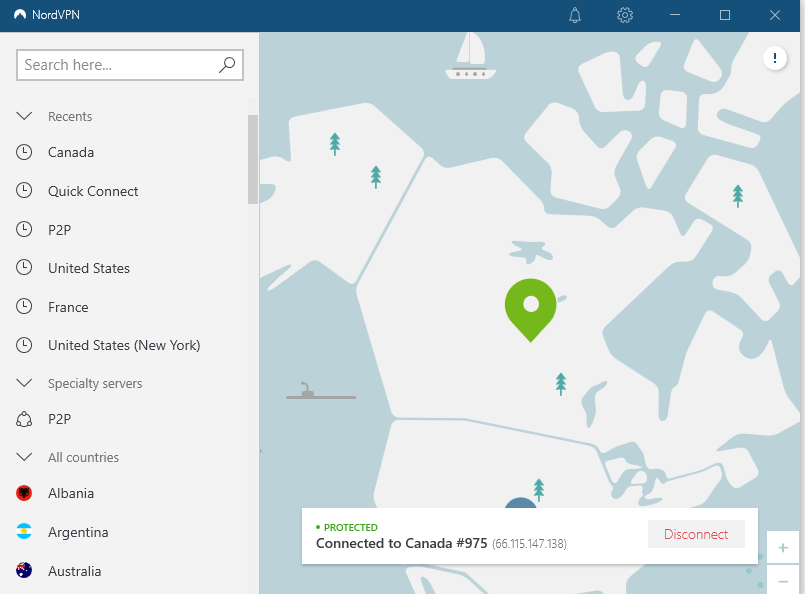 NordVPN
Search here...
Recents
Canada
Quick Connect
P2P
United States
France
United States (New York)
Specialty servers
P2P
All countries
Albania
Argentina
Australia
!
PROTECTED
Connected to Canada #975 (66.115.147.138)
Disconnect
+
−